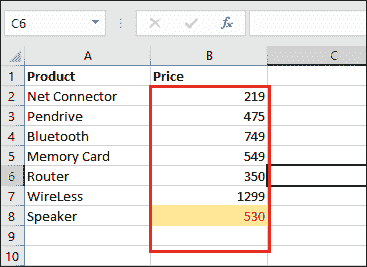 C6
fx
A B C
1 Product Price
2 Net Connector 219
3 Pendrive 475
4 Bluetooth 749
5 Memory Card 549
6 Router 350
7 WireLess 1299
8 Speaker 530
9
10